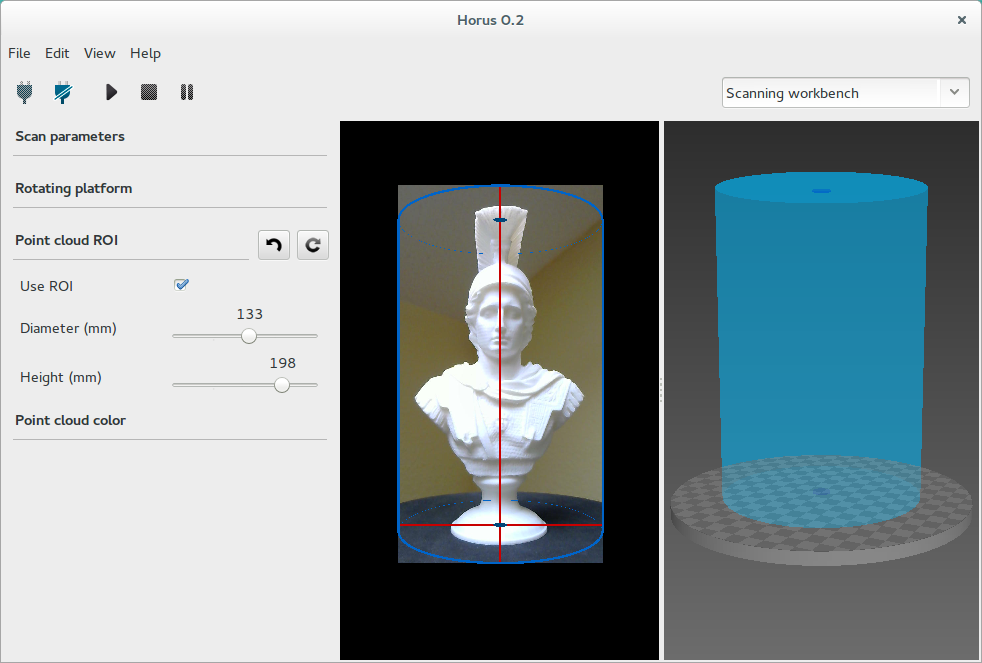 Horus 0.2
File Edit View Help
Scanning workbench
Scan parameters
Rotating platform
Point cloud ROI
Use ROI
133
Diameter (mm)
198
Height (mm)
Point cloud color